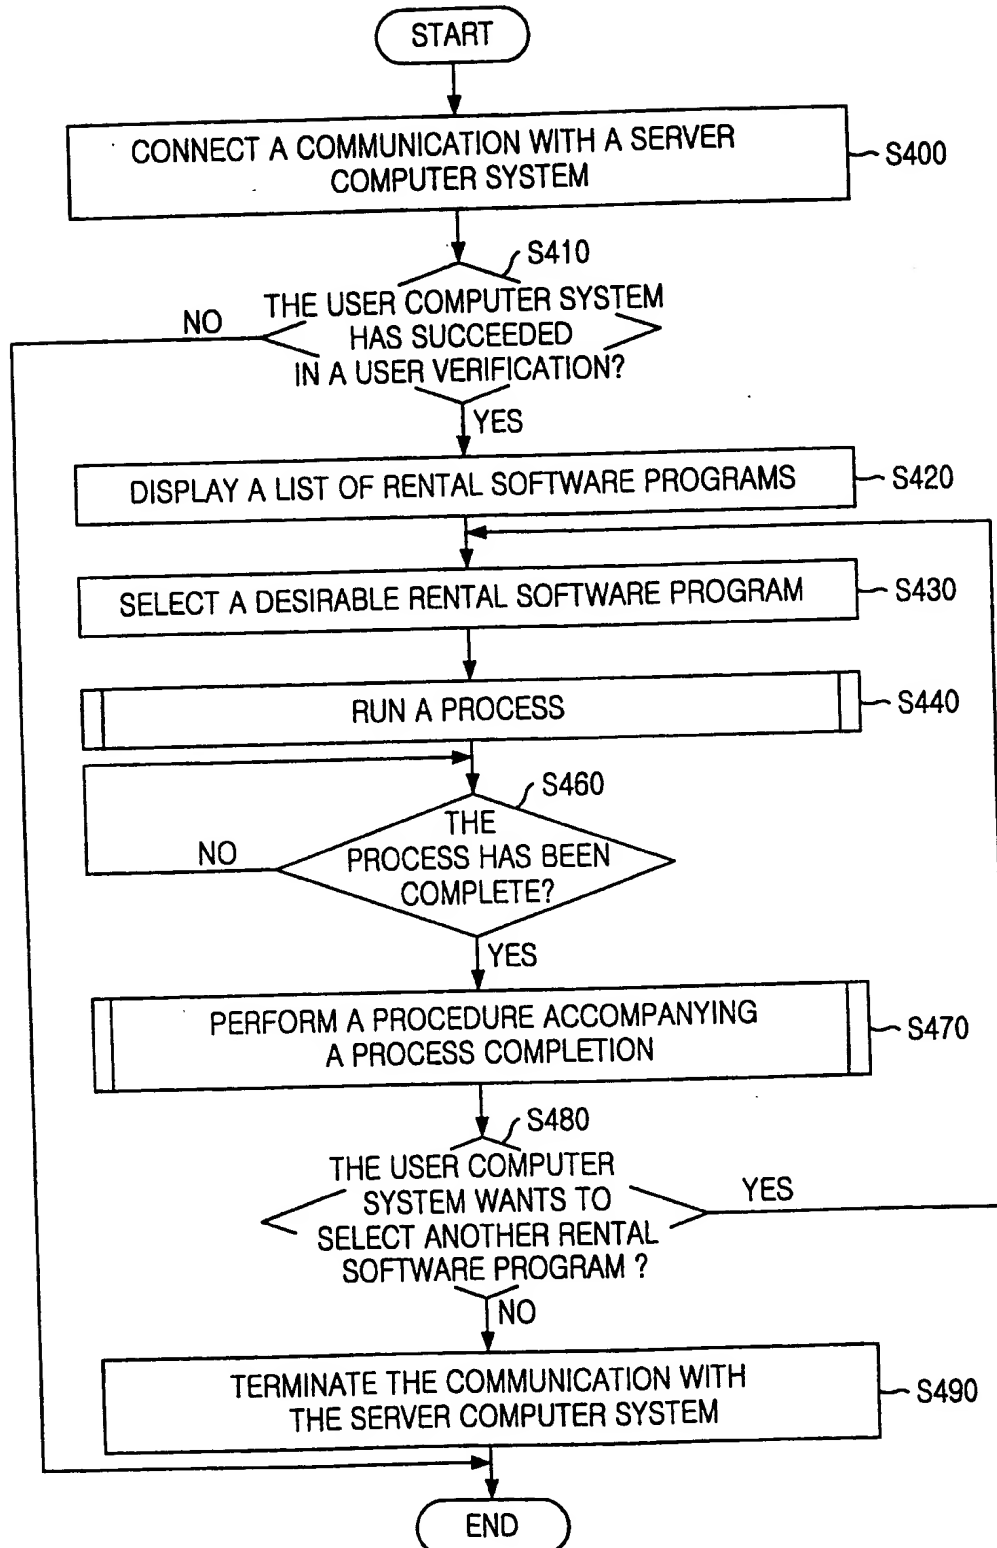 START
CONNECT A COMMUNICATION WITH A SERVER
COMPUTER SYSTEM
S400
S410
THE USER COMPUTER SYSTEM
HAS SUCCEEDED
IN A USER VERIFICATION?
NO
YES
DISPLAY A LIST OF RENTAL SOFTWARE PROGRAMS
S420
SELECT A DESIRABLE RENTAL SOFTWARE PROGRAM
S430
RUN A PROCESS
S440
S460
THE
PROCESS HAS BEEN
COMPLETE?
NO
YES
PERFORM A PROCEDURE ACCOMPANYING
A PROCESS COMPLETION
S470
S480
THE USER COMPUTER
SYSTEM WANTS TO
SELECT ANOTHER RENTAL
SOFTWARE PROGRAM ?
YES
NO
TERMINATE THE COMMUNICATION WITH
THE SERVER COMPUTER SYSTEM
S490
END